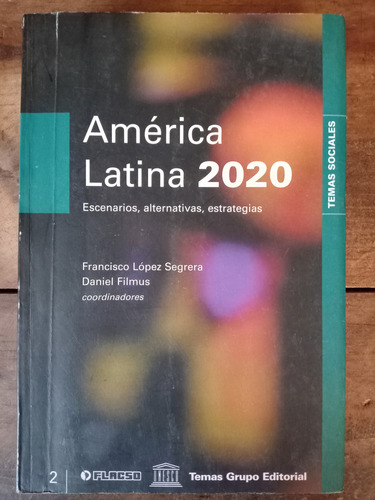 América
Latina 2020
Escenarios, alternativas, estrategias
Francisco López Segrera
Daniel Filmus
coordinadores
TEMAS SOCIALES
2 FLACSO Temas Grupo Editorial